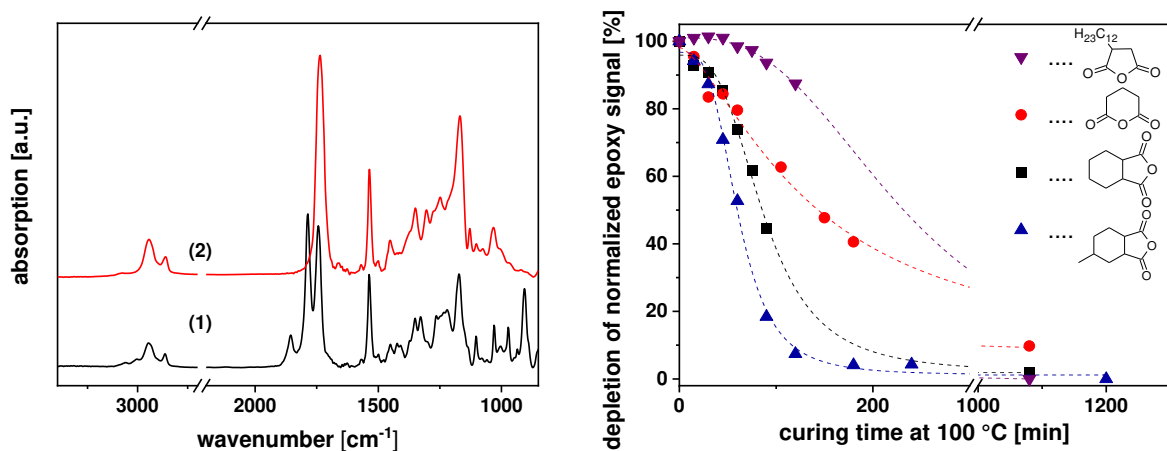 absorption [a.u.]
(2)
(1)
3000
2000
1500
1000
wavenumber [cm⁻¹]
depletion of normalized epoxy signal [%]
100
80
60
40
20
0
0
200
1000
1200
curing time at 100 °C [min]
H₂₃C₁₂
....
O
O
O
....
O
O
O
....
O
O
O
....
O
O
O